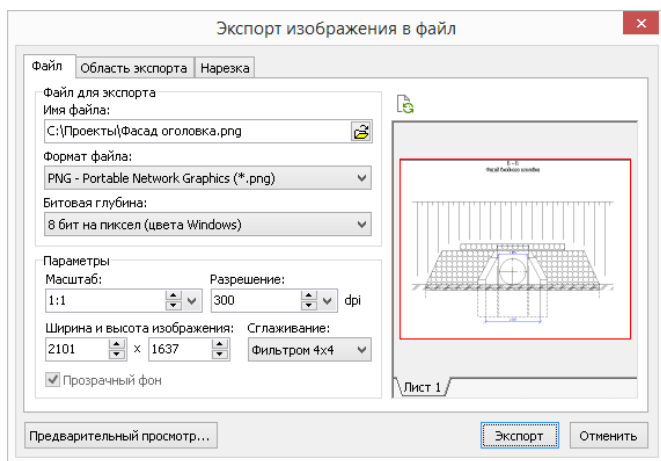 Экспорт изображения в файл
Файл
Область экспорта
Нарезка
Файл для экспорта
Имя файла:
C:\Проекты\Фасад оголовка.png
Формат файла:
PNG - Portable Network Graphics (*.png)
Битовая глубина:
8 бит на пиксел (цвета Windows)
Параметры
Масштаб:
Разрешение:
1:1
300
dpi
Ширина и высота изображения:
Сглаживание:
2101
x
1637
Фильтром 4x4
Прозрачный фон
Лист 1
Предварительный просмотр...
Экспорт
Отменить